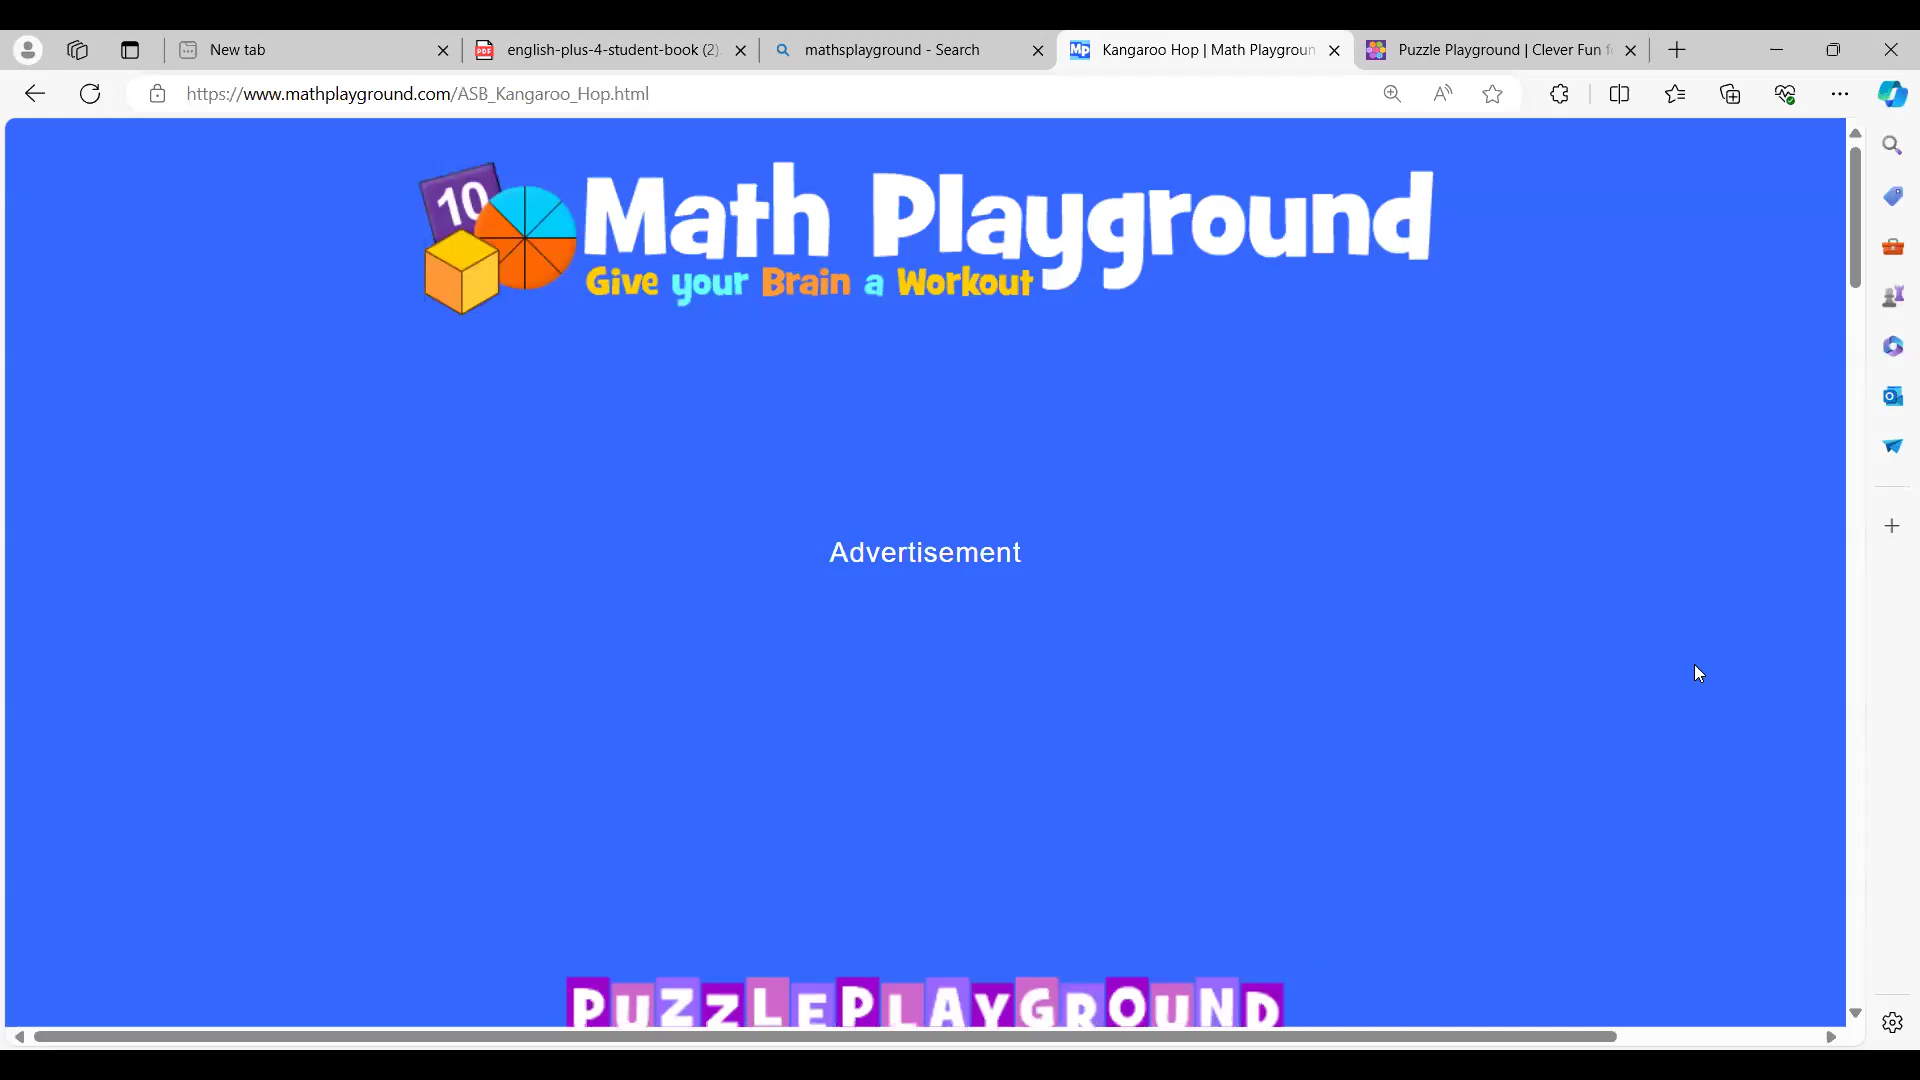 New tab
english-plus-4-student-book (2).
mathsplayground - Search
Kangaroo Hop | Math Playgroun
Puzzle Playground | Clever Fun f
https://www.mathplayground.com/ASB_Kangaroo_Hop.html
10
Math Playground
Give your Brain a Workout
Advertisement
PUZZLEPLAYGROUND